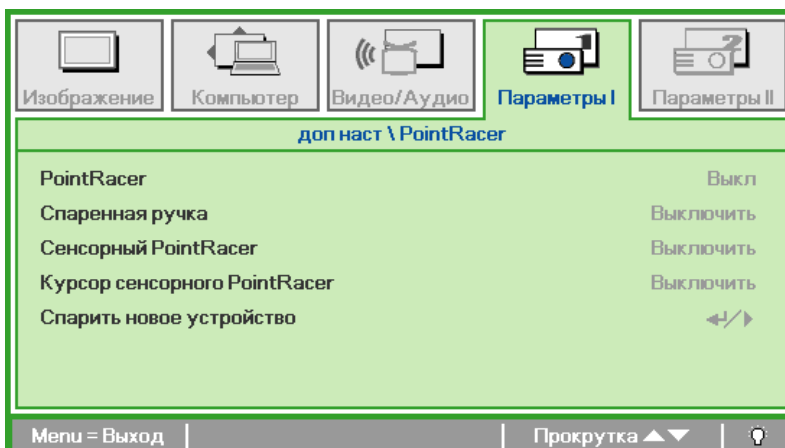 Изображение Компьютер Видео/Аудио Параметры I Параметры II
доп наст \ PointRacer
PointRacer Выкл
Спаренная ручка Выключить
Сенсорный PointRacer Выключить
Курсор сенсорного PointRacer Выключить
Спарить новое устройство
Menu = Выход Прокрутка